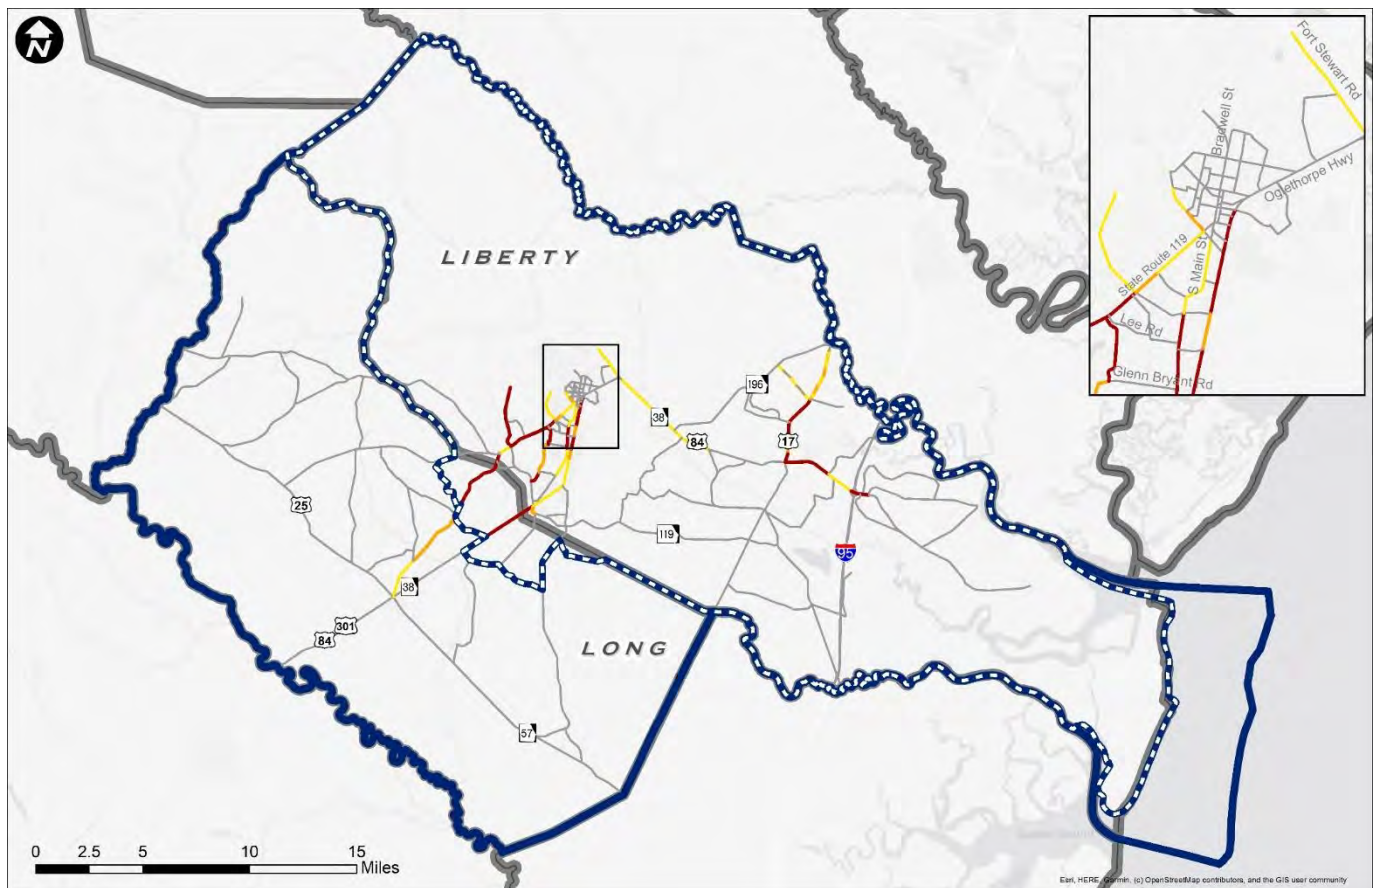 N
Fort Stewart Rd
Bradwell St
Oglethorpe Hwy
State Route 119
S Main St
Lee Rd
Glenn Bryant Rd
LIBERTY
196
38
84
17
25
119
95
38
301
84
LONG
57
0 2.5 5 10 15
Miles
Esri, HERE, Garmin, (c) OpenStreetMap contributors, and the GIS user community